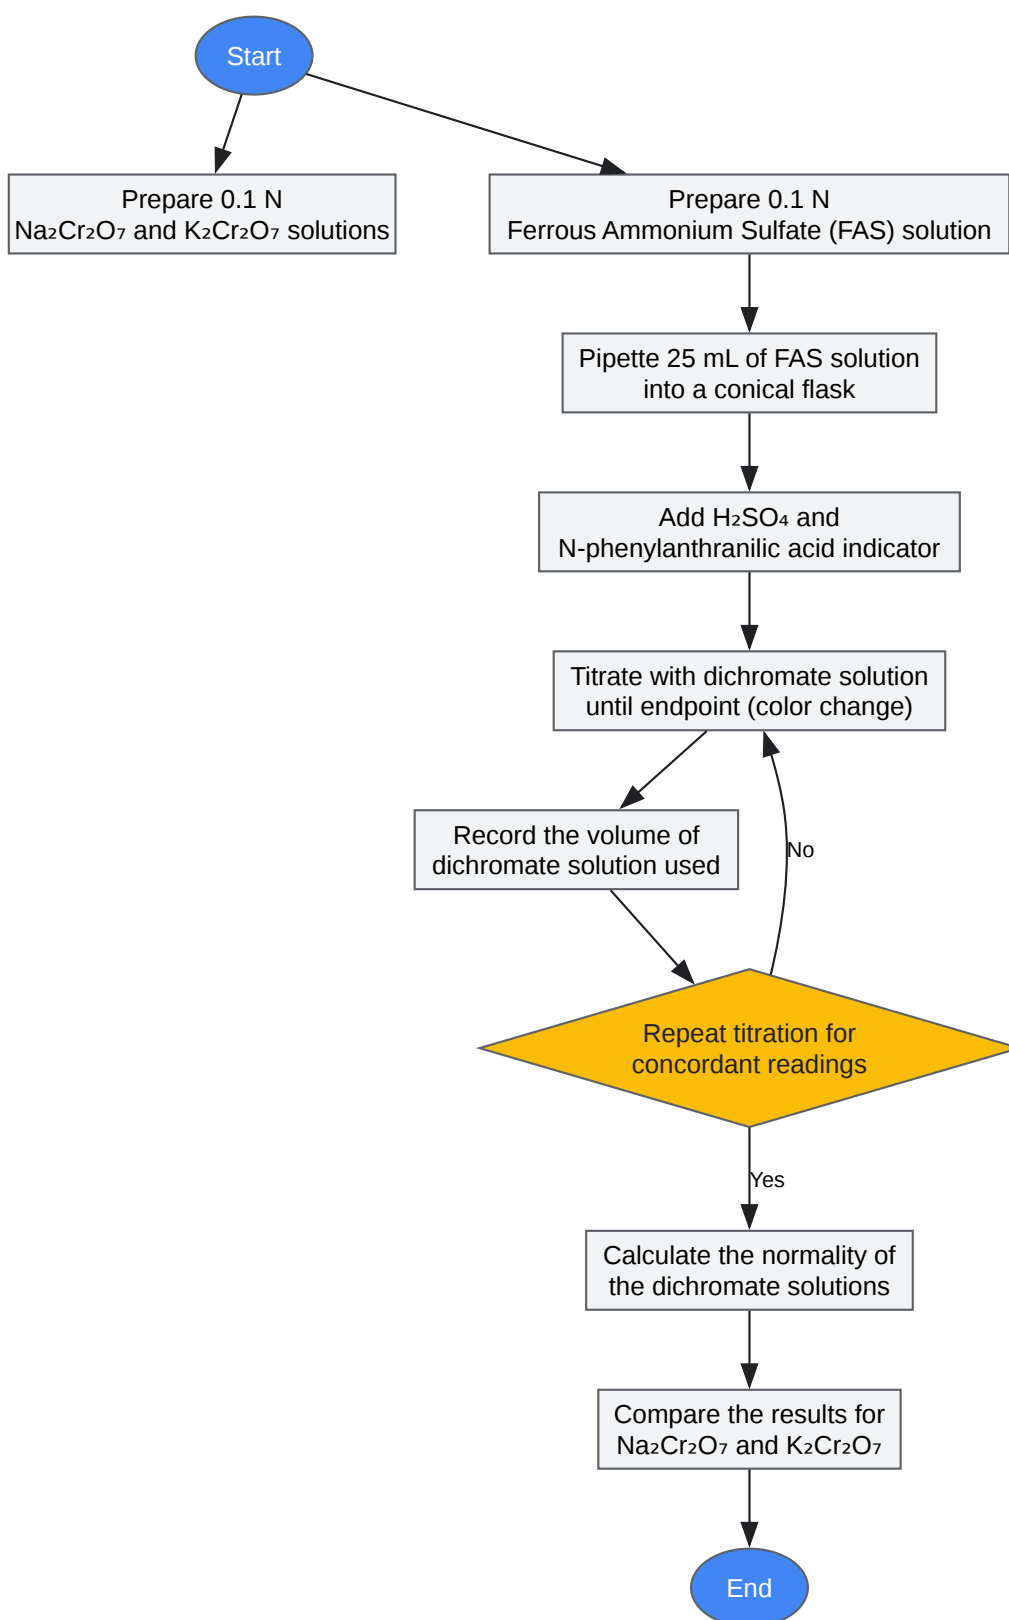 Start
Prepare 0.1 N
Na₂Cr₂O₇ and K₂Cr₂O₇ solutions
Prepare 0.1 N
Ferrous Ammonium Sulfate (FAS) solution
Pipette 25 mL of FAS solution
into a conical flask
Add H₂SO₄ and
N-phenylanthranilic acid indicator
Titrate with dichromate solution
until endpoint (color change)
Record the volume of
dichromate solution used
No
Repeat titration for
concordant readings
Yes
Calculate the normality of
the dichromate solutions
Compare the results for
Na₂Cr₂O₇ and K₂Cr₂O₇
End